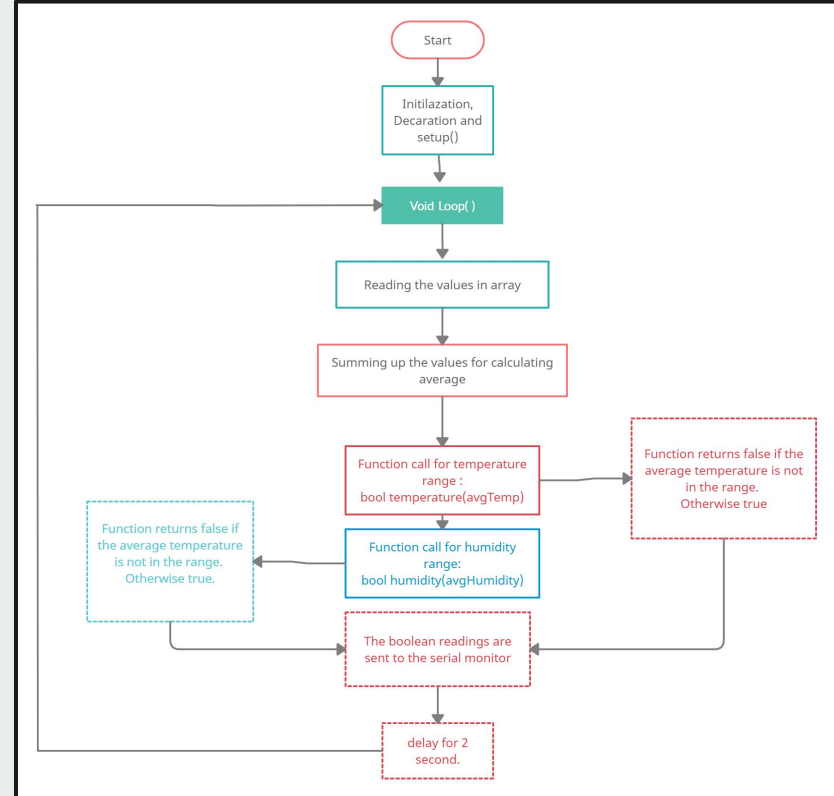 Start
Initilazation,
Decaration and
setup()
Void Loop( )
Reading the values in array
Summing up the values for calculating
average
Function call for temperature
range :
bool temperature(avgTemp)
Function returns false if the
average temperature is not
in the range.
Otherwise true
Function call for humidity
range:
bool humidity(avgHumidity)
Function returns false if
the average temperature
is not in the range.
Otherwise true.
The boolean readings are
sent to the serial monitor
delay for 2
second.